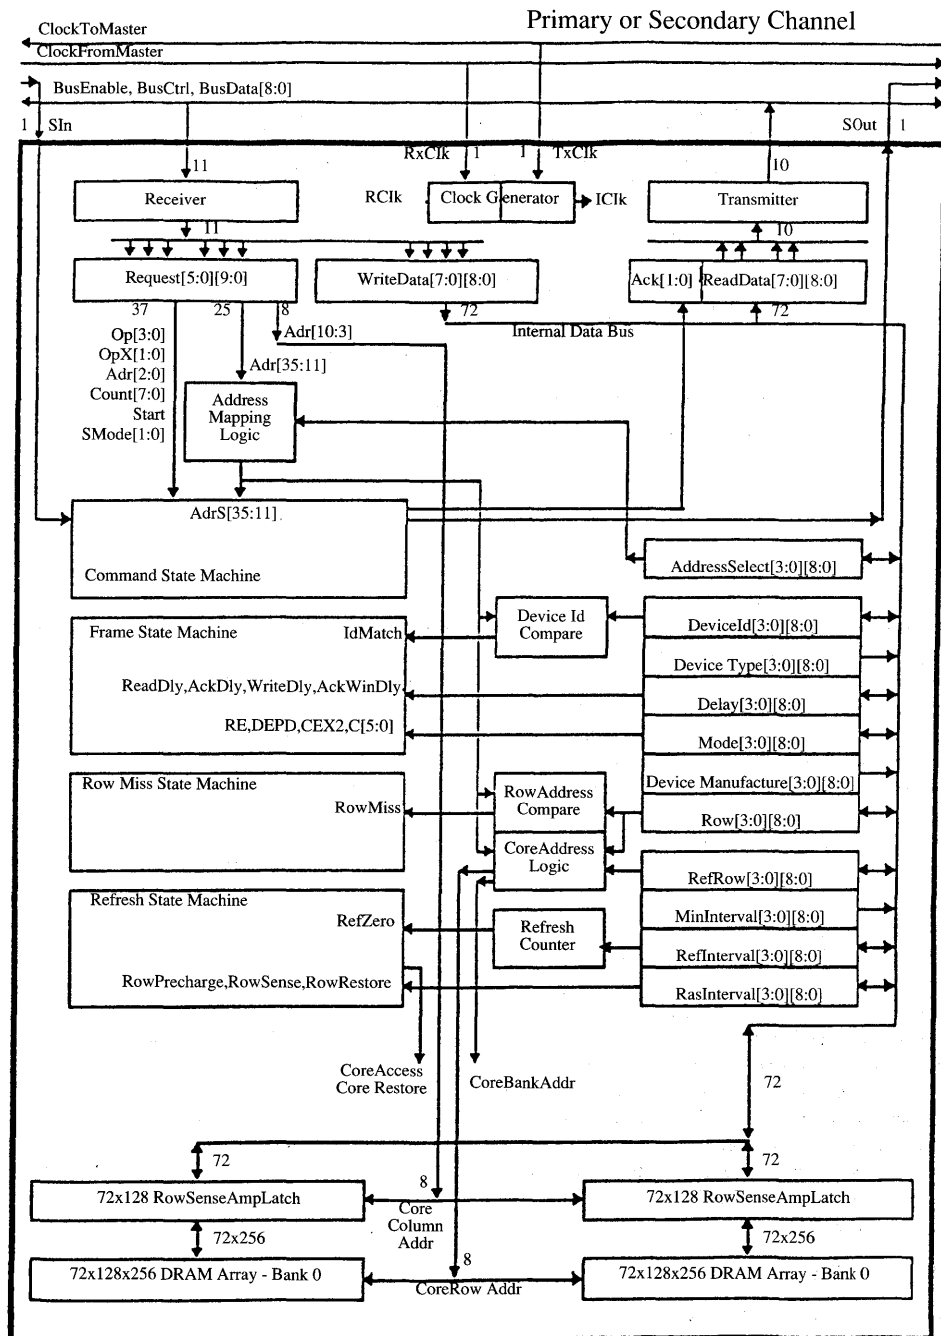 Primary or Secondary Channel
ClockToMaster
ClockFromMaster
BusEnable, BusCtrl, BusData[8:0]
1 SIn
SOut 1
RxClk 1
1 TxClk
11
10
Receiver
RClk
Clock Generator
IClk
Transmitter
11
10
Request[5:0][9:0]
WriteData[7:0][8:0]
Ack[1:0]
ReadData[7:0][8:0]
37
25
8
72
72
Internal Data Bus
Op[3:0]
OpX[1:0]
Adr[2:0]
Count[7:0]
Start
SMode[1:0]
Adr[10:3]
Adr[35:11]
Address
Mapping
Logic
AdrS[35:11]
Command State Machine
AddressSelect[3:0][8:0]
Frame State Machine
IdMatch
Device Id
Compare
DeviceId[3:0][8:0]
Device Type[3:0][8:0]
ReadDly,AckDly,WriteDly,AckWinDly
Delay[3:0][8:0]
RE,DEPD,CEX2,C[5:0]
Mode[3:0][8:0]
Device Manufacture[3:0][8:0]
Row Miss State Machine
RowMiss
RowAddress
Compare
Row[3:0][8:0]
CoreAddress
Logic
RefRow[3:0][8:0]
Refresh State Machine
MinInterval[3:0][8:0]
RefZero
Refresh
Counter
RefInterval[3:0][8:0]
RowPrecharge,RowSense,RowRestore
RasInterval[3:0][8:0]
CoreAccess
Core Restore
CoreBankAddr
72
72
72
8
72x128 RowSenseAmpLatch
72x128 RowSenseAmpLatch
Core
Column
Addr
72x256
72x256
8
72x128x256 DRAM Array - Bank 0
72x128x256 DRAM Array - Bank 0
CoreRow Addr